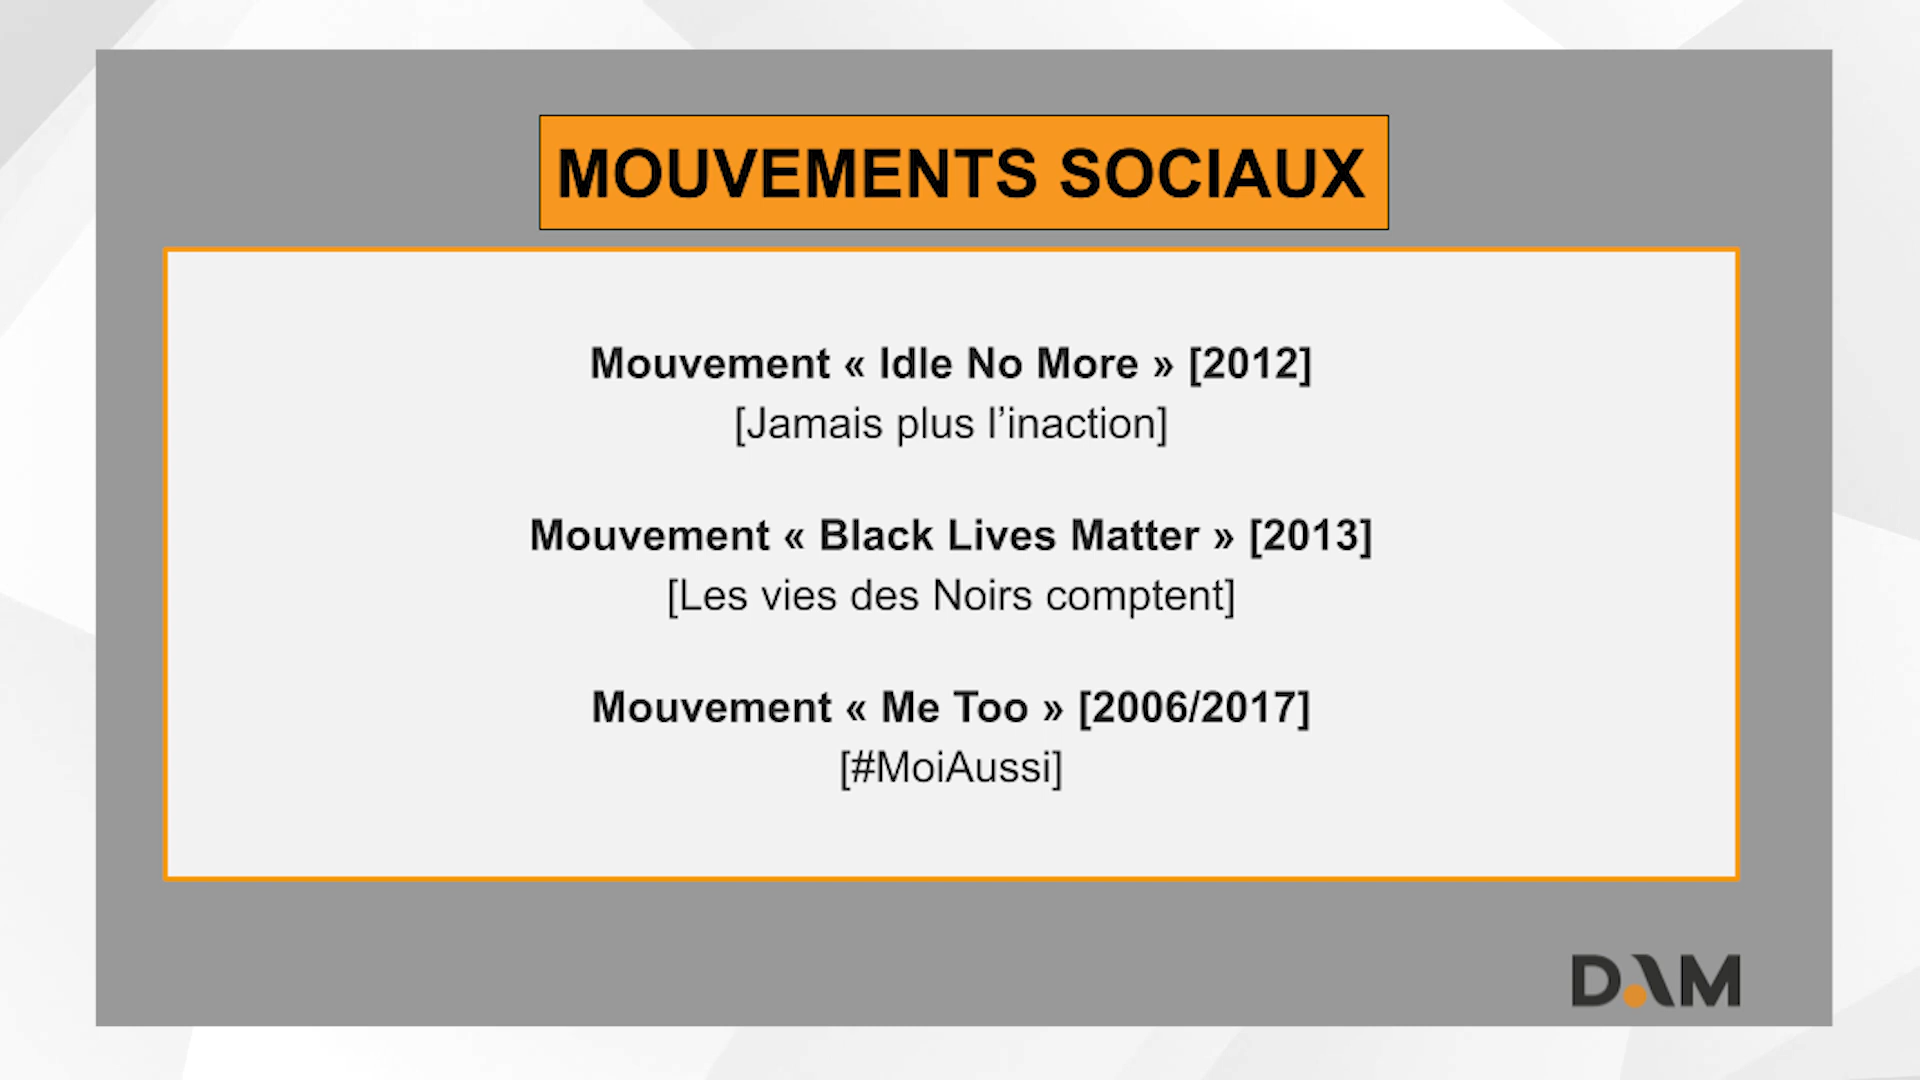 MOUVEMENTS SOCIAUX
Mouvement « Idle No More » [2012]
[Jamais plus l’inaction]
Mouvement « Black Lives Matter » [2013]
[Les vies des Noirs comptent]
Mouvement « Me Too » [2006/2017]
[#MoiAussi]
DAM